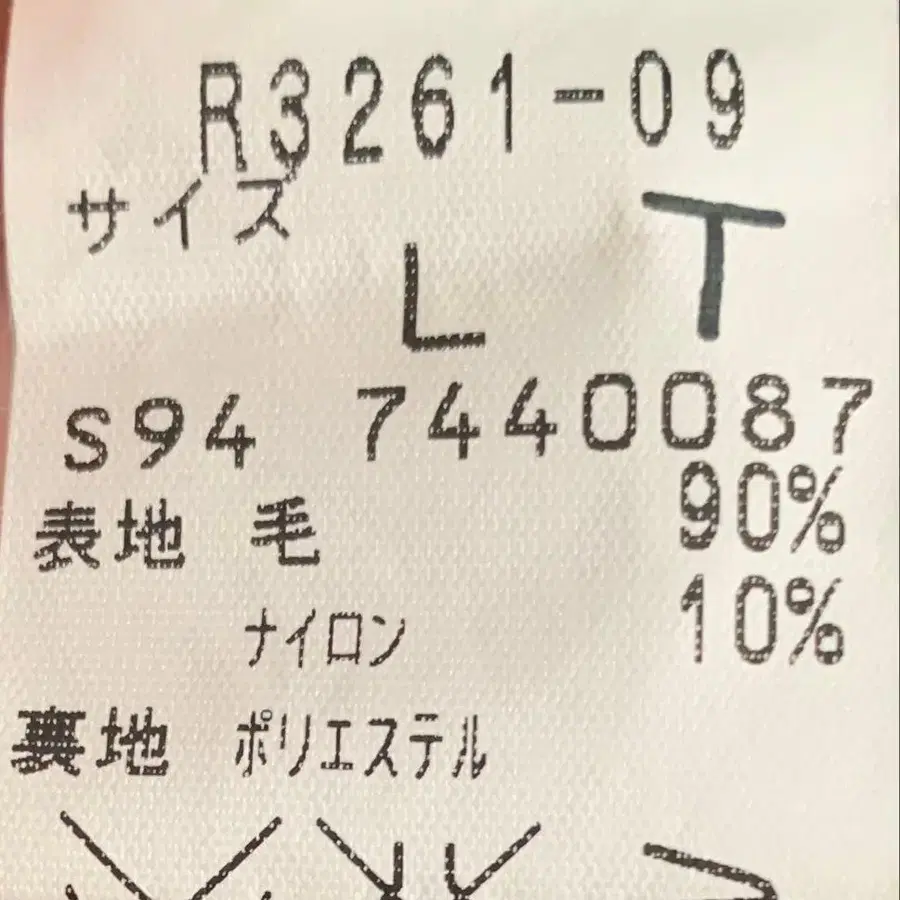 R3261-09
サイズ
L T
S94 7440087
表地 毛 90%
ナイロン 10%
裏地 ポリエステル